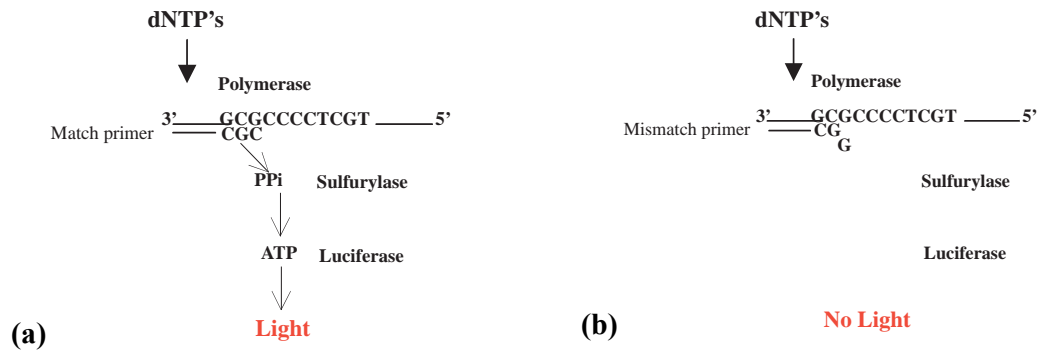 dNTP's
Polymerase
3' GCGCCCCTCGT 5'
Match primer
CGC
PPi Sulfurylase
ATP Luciferase
Light
(a)
dNTP's
Polymerase
3' GCGCCCCTCGT 5'
Mismatch primer
CG
G
Sulfurylase
Luciferase
No Light
(b)